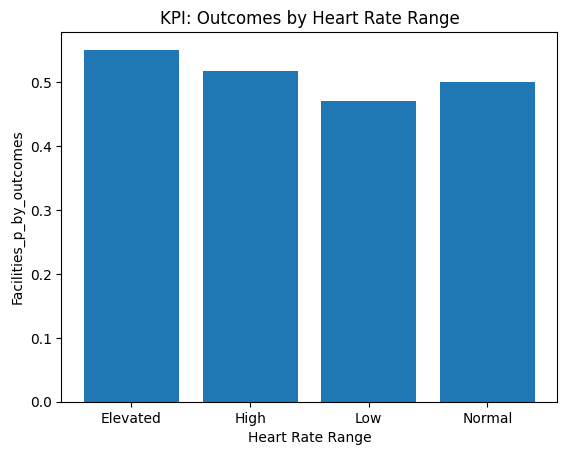 KPI: Outcomes by Heart Rate Range
Facilities_p_by_outcomes
0.5
0.4
0.3
0.2
0.1
0.0
Elevated High Low Normal
Heart Rate Range